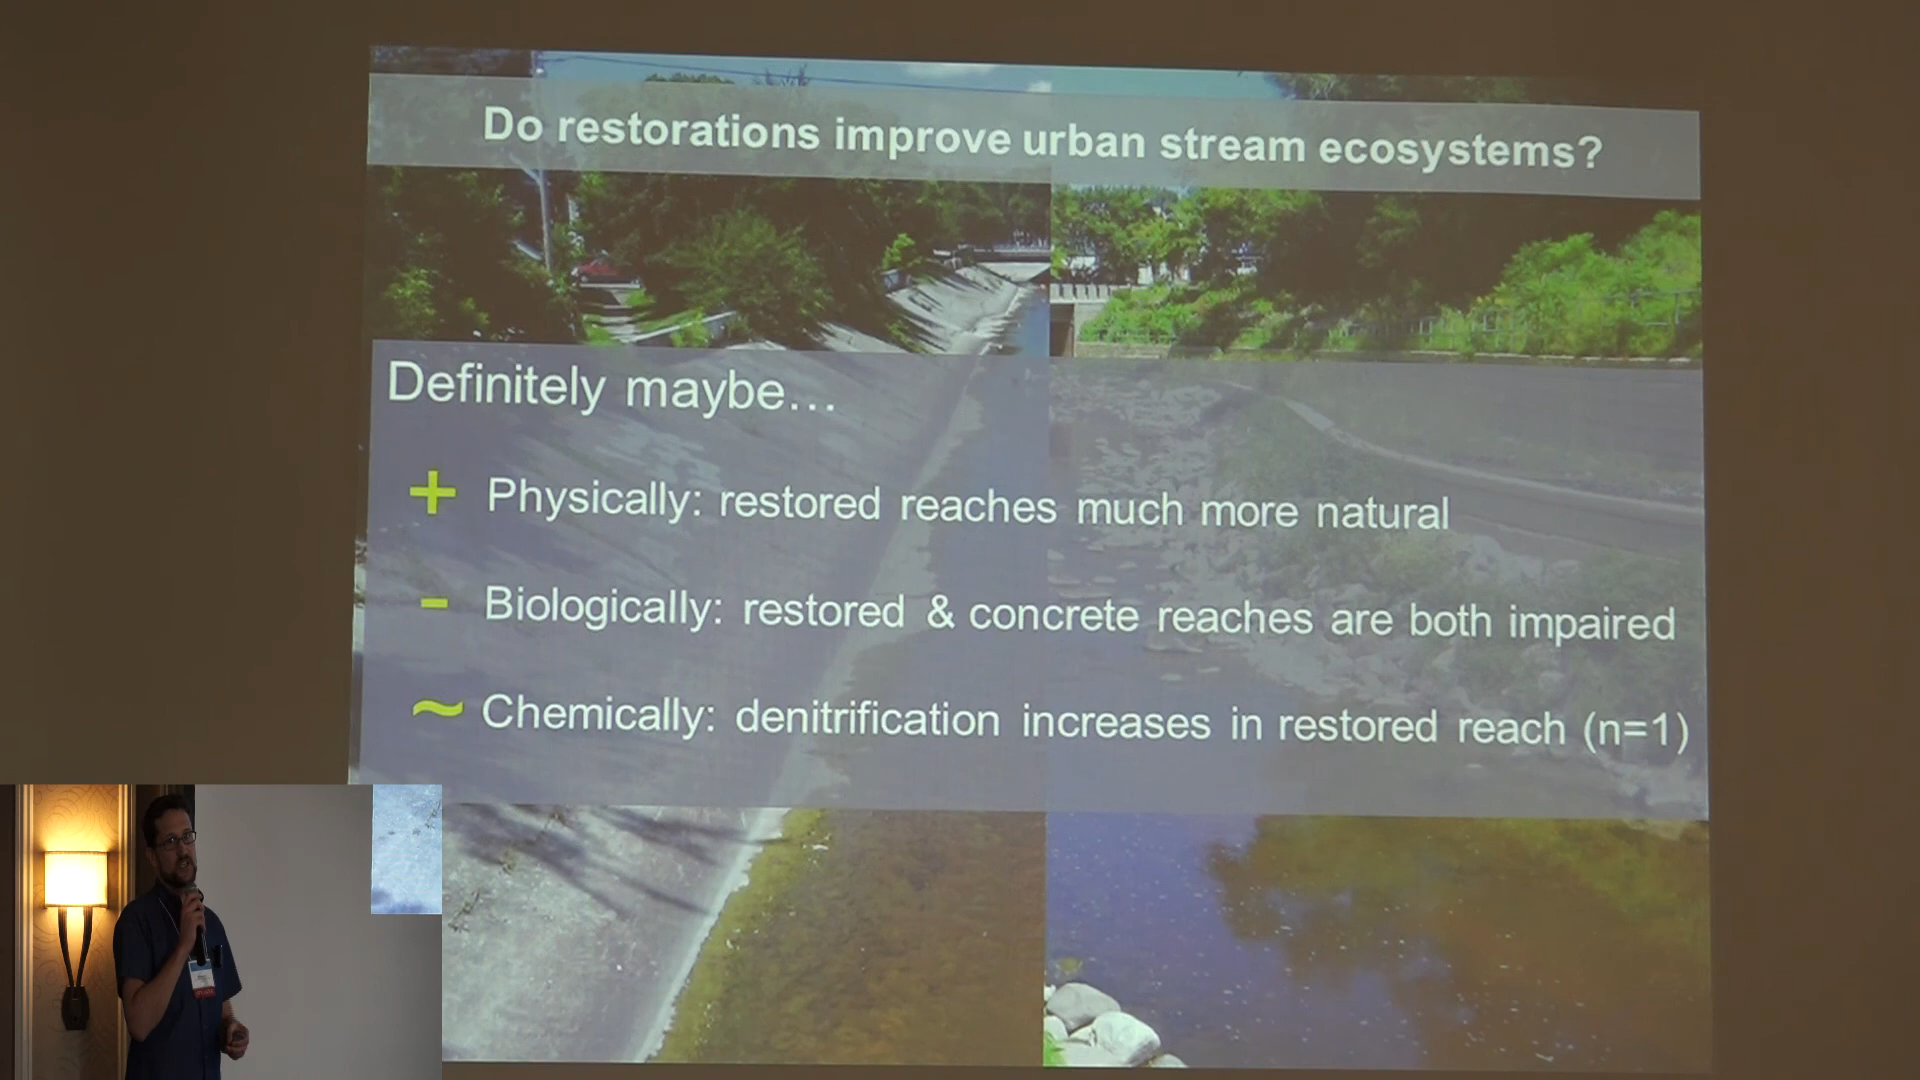 Do restorations improve urban stream ecosystems?
Definitely maybe...
+ Physically: restored reaches much more natural
- Biologically: restored & concrete reaches are both impaired
~ Chemically: denitrification increases in restored reach (n=1)